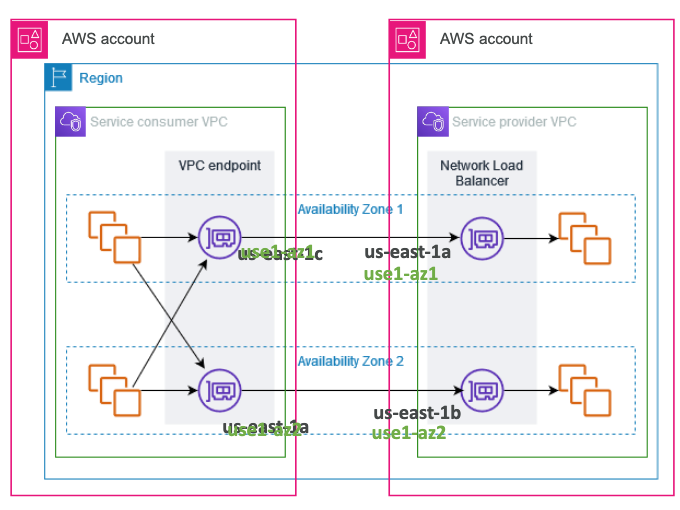 AWS account
AWS account
Region
Service consumer VPC
Service provider VPC
VPC endpoint
Network Load
Balancer
Availability Zone 1
us-east-1c
use1-az1
us-east-1a
use1-az1
Availability Zone 2
us-east-1a
use1-az2
us-east-1b
use1-az2